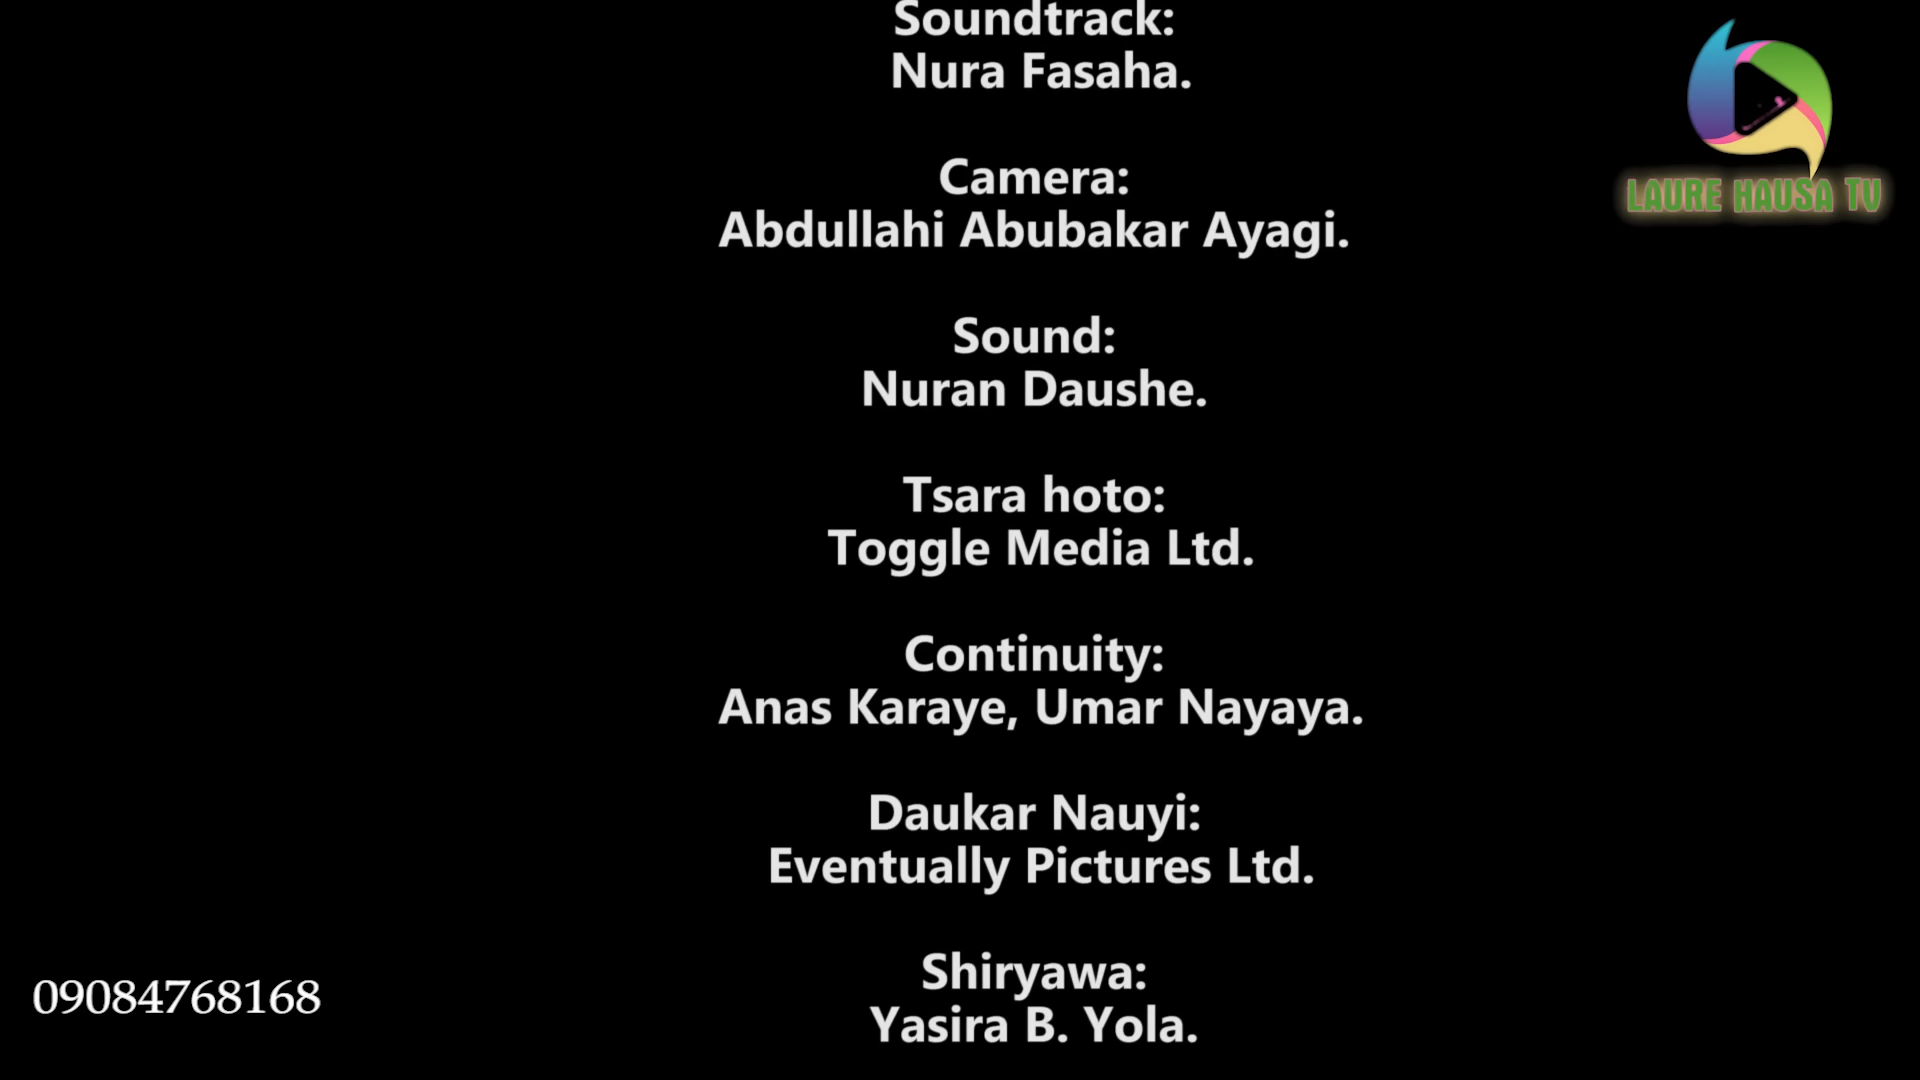 Soundtrack:
Nura Fasaha.
LAURE HAUSA TV
Camera:
Abdullahi Abubakar Ayagi.
Sound:
Nuran Daushe.
Tsara hoto:
Toggle Media Ltd.
Continuity:
Anas Karaye, Umar Nayaya.
Daukar Nauyi:
Eventually Pictures Ltd.
Shiryawa:
Yasira B. Yola.
09084768168